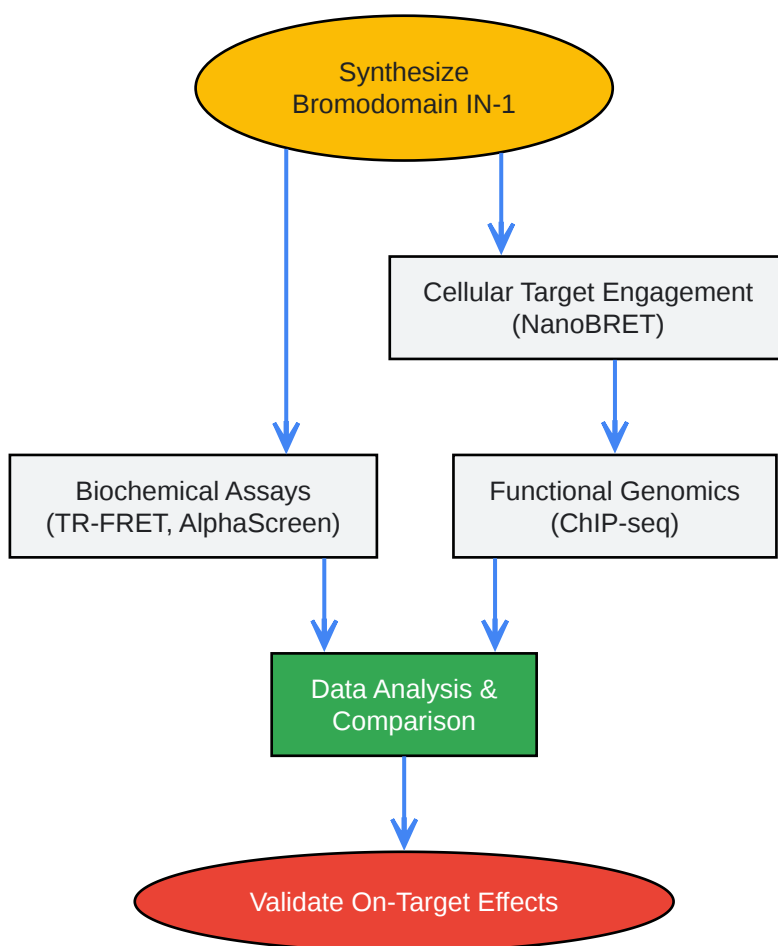 Synthesize
Bromodomain IN-1
Cellular Target Engagement
(NanoBRET)
Biochemical Assays
(TR-FRET, AlphaScreen)
Functional Genomics
(ChIP-seq)
Data Analysis &
Comparison
Validate On-Target Effects